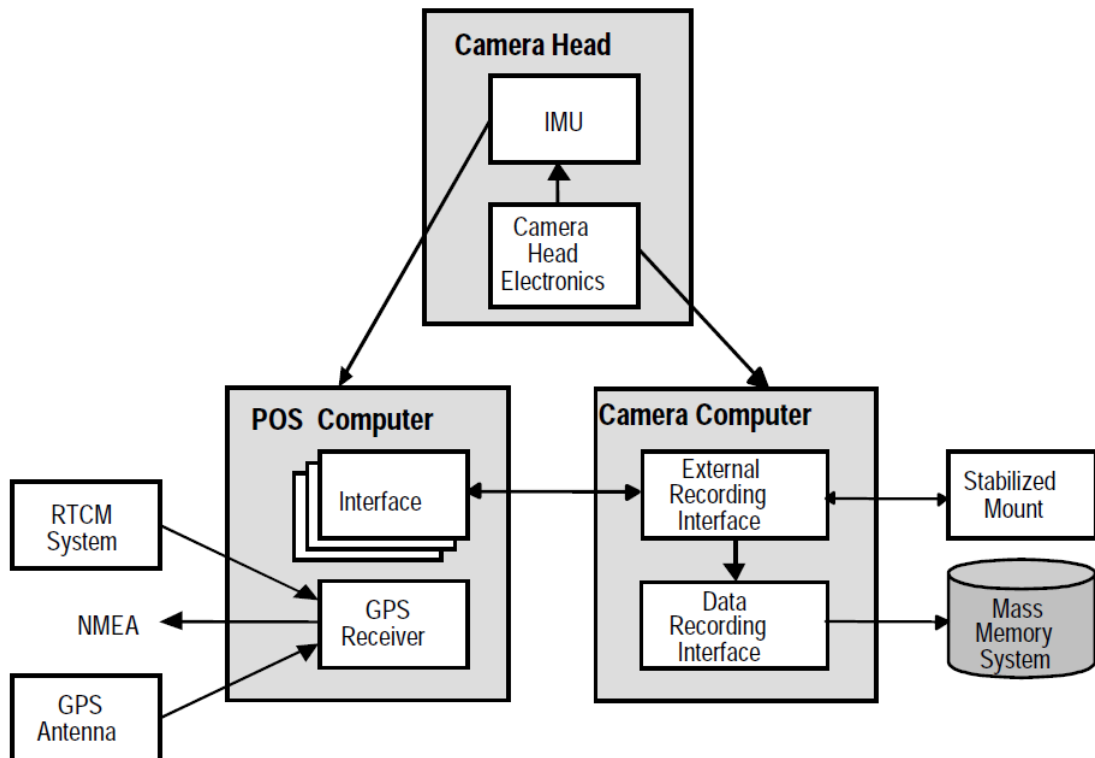 Camera Head
IMU
Camera
Head
Electronics
POS Computer
Interface
GPS
Receiver
Camera Computer
External
Recording
Interface
Data
Recording
Interface
RTCM
System
NMEA
GPS
Antenna
Stabilized
Mount
Mass
Memory
System